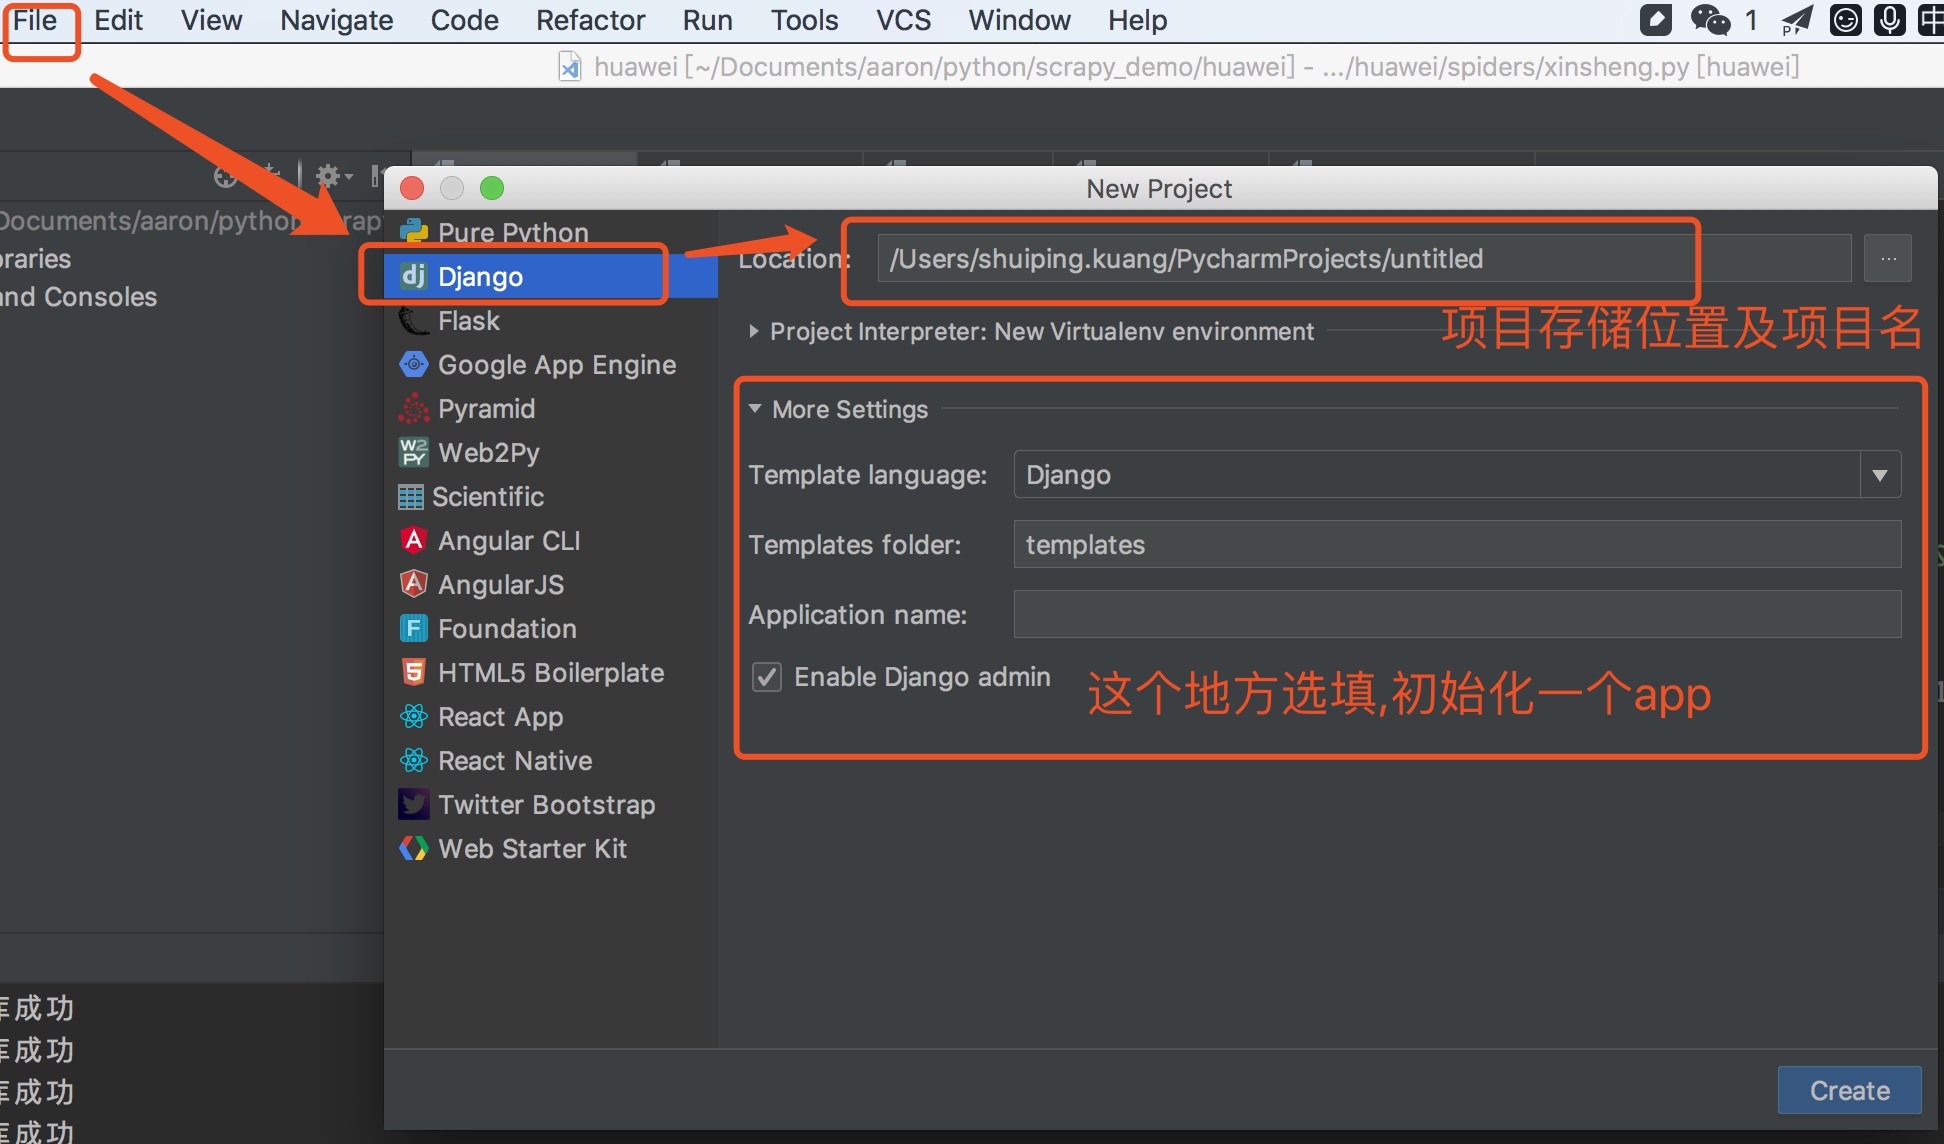 File Edit View Navigate Code Refactor Run Tools VCS Window Help 1
huawei [~/Documents/aaron/python/scrapy_demo/huawei] - .../huawei/spiders/xinsheng.py [huawei]
New Project
Documents/aaron/python
and Consoles
Pure Python
Django
Flask
Google App Engine
Pyramid
Web2Py
Scientific
Angular CLI
AngularJS
Foundation
HTML5 Boilerplate
React App
React Native
Twitter Bootstrap
Web Starter Kit
Location: /Users/shuiping.kuang/PycharmProjects/untitled ...
项目存储位置及项目名
Project Interpreter: New Virtualenv environment
More Settings
Template language: Django
Templates folder: templates
Application name:
Enable Django admin
这个地方选填,初始化一个app
成功
成功
成功
成功
Create